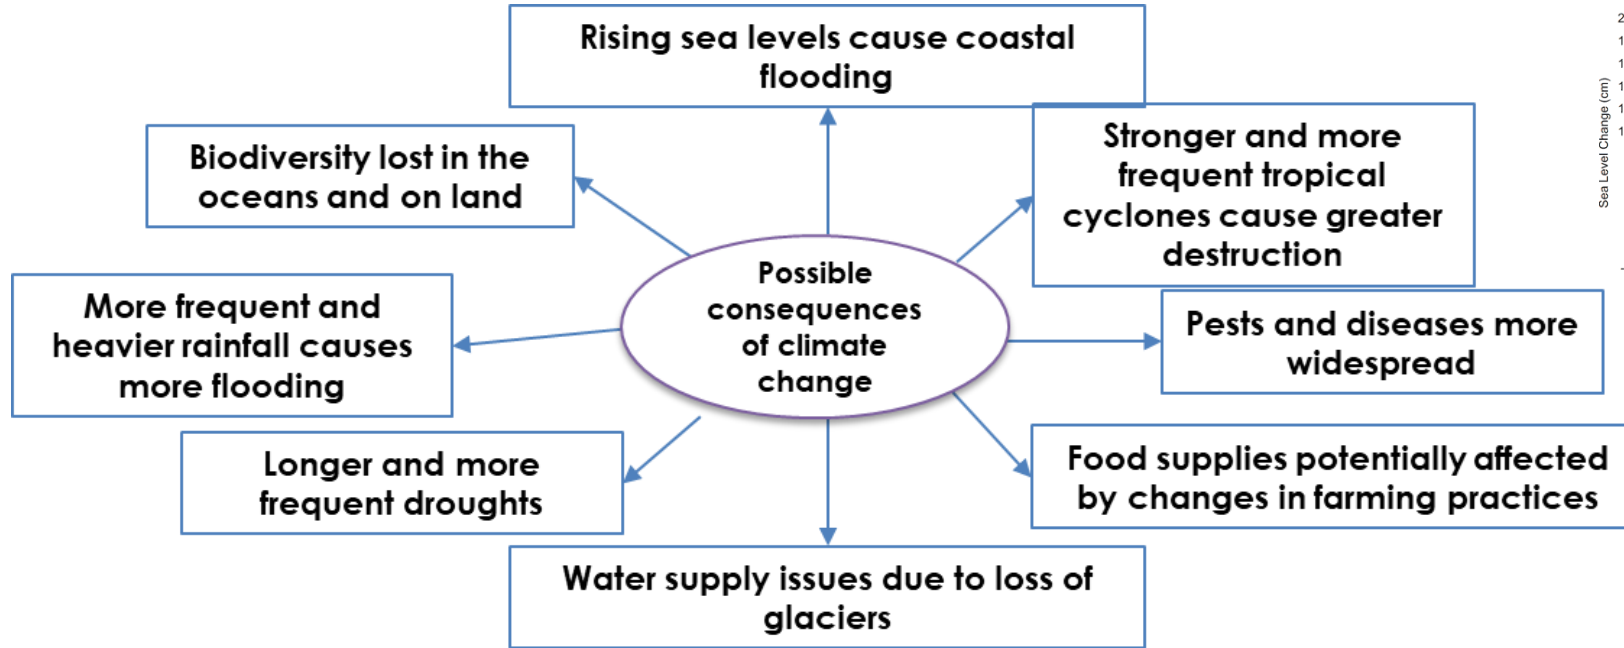 Rising sea levels cause coastal
flooding
Biodiversity lost in the
oceans and on land
Stronger and more
frequent tropical
cyclones cause greater
destruction
Possible
consequences
of climate
change
More frequent and
heavier rainfall causes
more flooding
Pests and diseases more
widespread
Longer and more
frequent droughts
Food supplies potentially affected
by changes in farming practices
Water supply issues due to loss of
glaciers
Sea Level Change (cm)